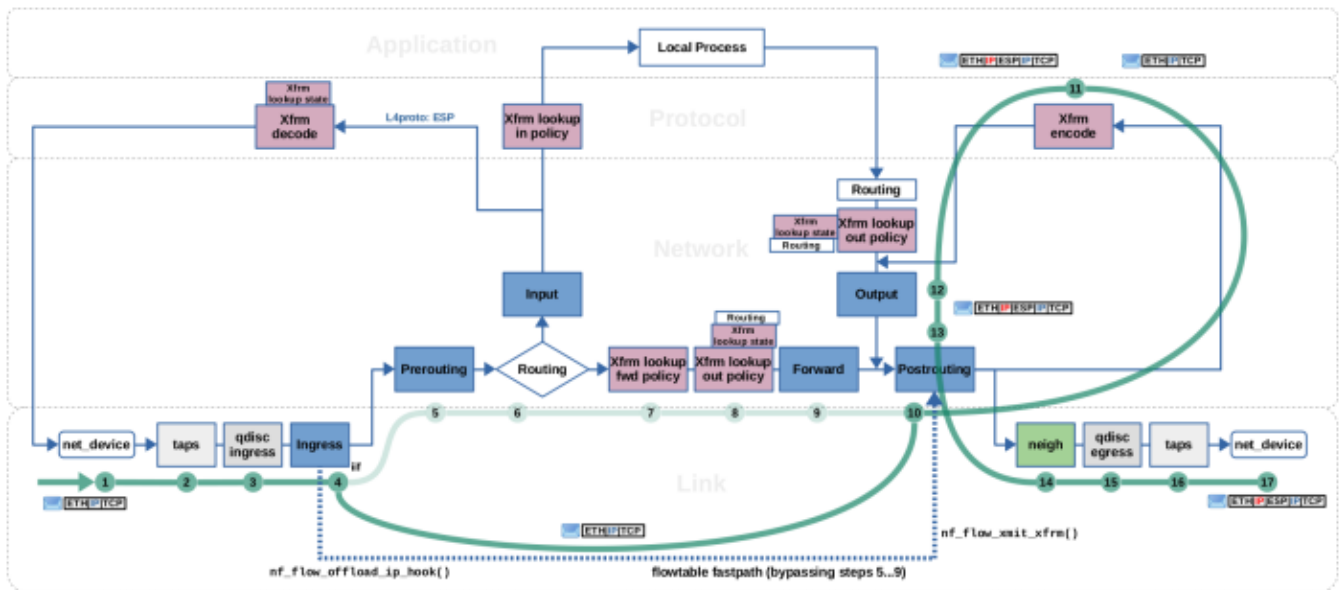 Application
Local Process
ETH|IP|ESP|IP|TCP
ETH|IP|TCP
11
Xfrm
lookup state
Xfrm
decode
L4proto: ESP
Xfrm lookup
in policy
Protocol
Xfrm
encode
Routing
Xfrm
lookup state
Routing
Xfrm lookup
out policy
Network
Input
Output
12
ETH|IP|ESP|IP|TCP
13
Routing
Xfrm
lookup state
Prerouting
Routing
Xfrm lookup
fwd policy
Xfrm lookup
out policy
Forward
Postrouting
5
6
7
8
9
10
net_device
taps
qdisc
ingress
Ingress
if
neigh
qdisc
egress
taps
net_device
1
2
3
4
Link
14
15
16
17
ETH|IP|TCP
ETH|IP|ESP|IP|TCP
ETH|IP|TCP
nf_flow_xmit_xfrm()
nf_flow_offload_ip_hook()
flowtable fastpath (bypassing steps 5...9)